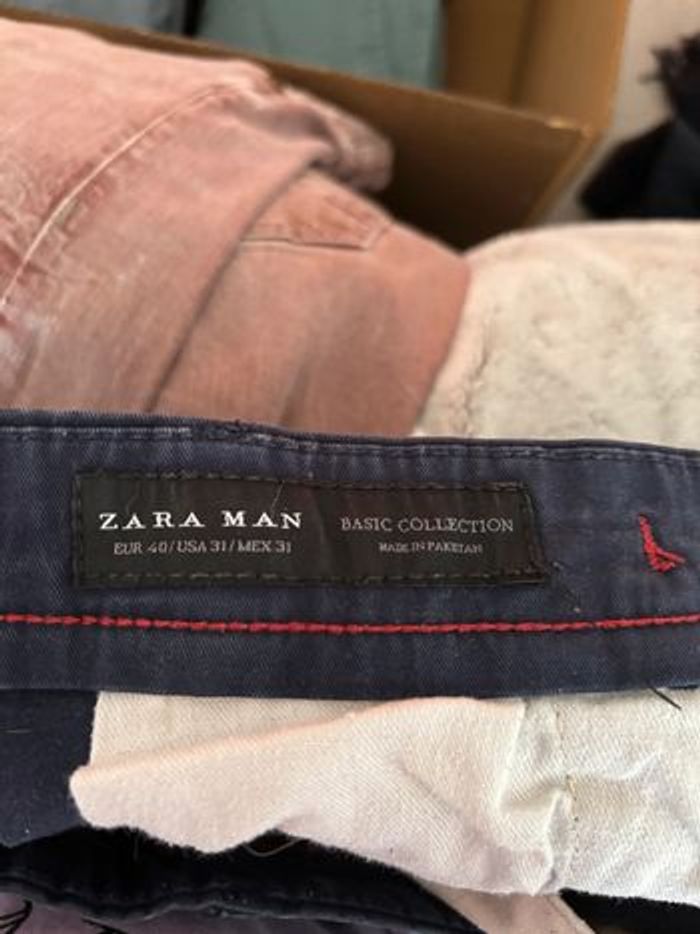 ZARA MAN
EUR 40/USA 31/MEX 31
BASIC COLLECTION
MADE IN PAKISTAN